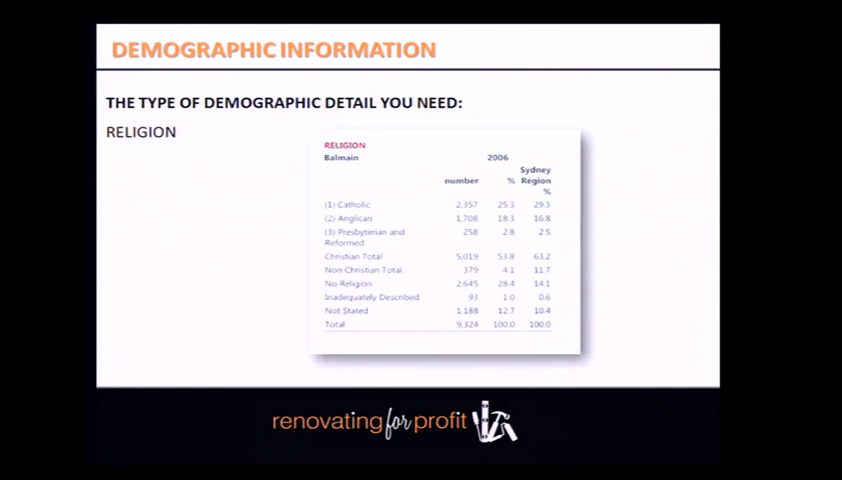 DEMOGRAPHIC INFORMATION
THE TYPE OF DEMOGRAPHIC DETAIL YOU NEED:
RELIGION
RELIGION
Balmain 2006
Sydney
number % Region
%
(1) Catholic 2,357 25.3 29.3
(2) Anglican 1,708 18.3 16.8
(3) Presbyterian and 258 2.8 2.5
Reformed
Christian Total 5,019 53.8 63.2
Non Christian Total 379 4.1 11.7
No Religion 2,645 28.4 14.1
Inadequately Described 93 1.0 0.6
Not Stated 1,188 12.7 10.4
Total 9,324 100.0 100.0
renovating for profit